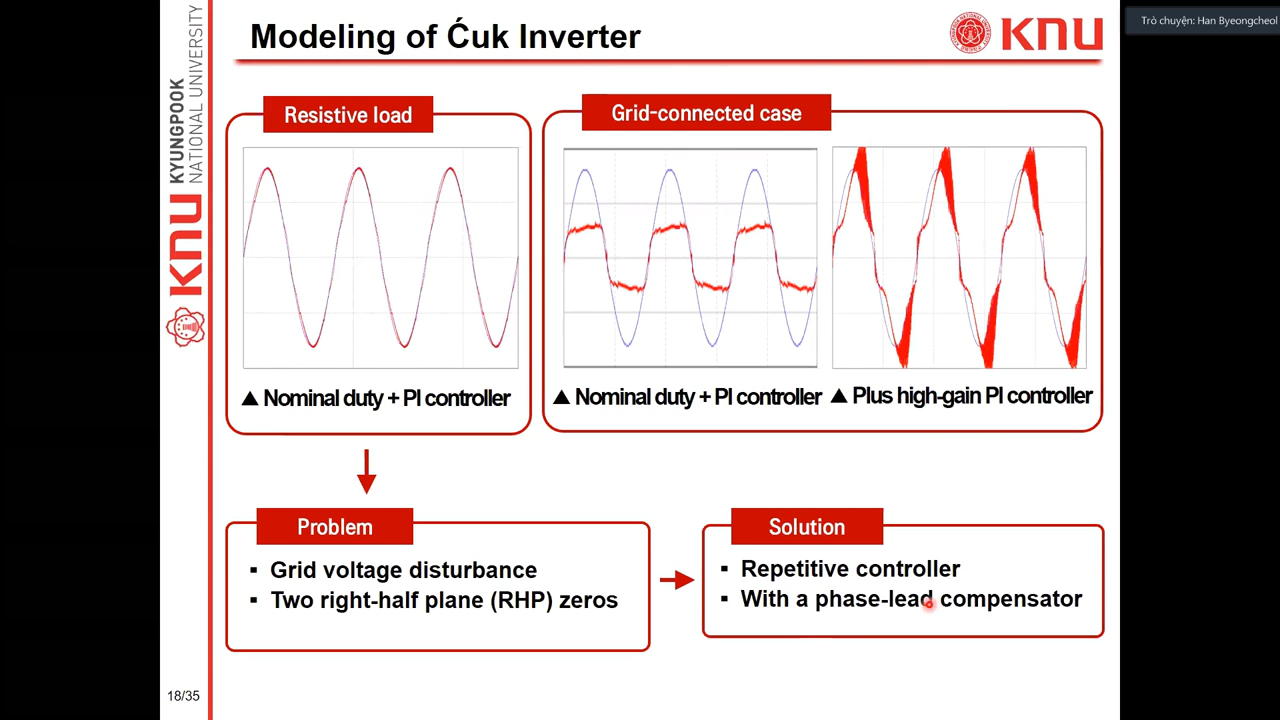 Modeling of Ćuk Inverter
KNU
Trò chuyện: Han Byeongcheol
KNU KYUNGPOOK
NATIONAL UNIVERSITY
Resistive load
▲ Nominal duty + PI controller
Grid-connected case
▲ Nominal duty + PI controller
▲ Plus high-gain PI controller
Problem
▪ Grid voltage disturbance
▪ Two right-half plane (RHP) zeros
Solution
▪ Repetitive controller
▪ With a phase-lead compensator
18/35